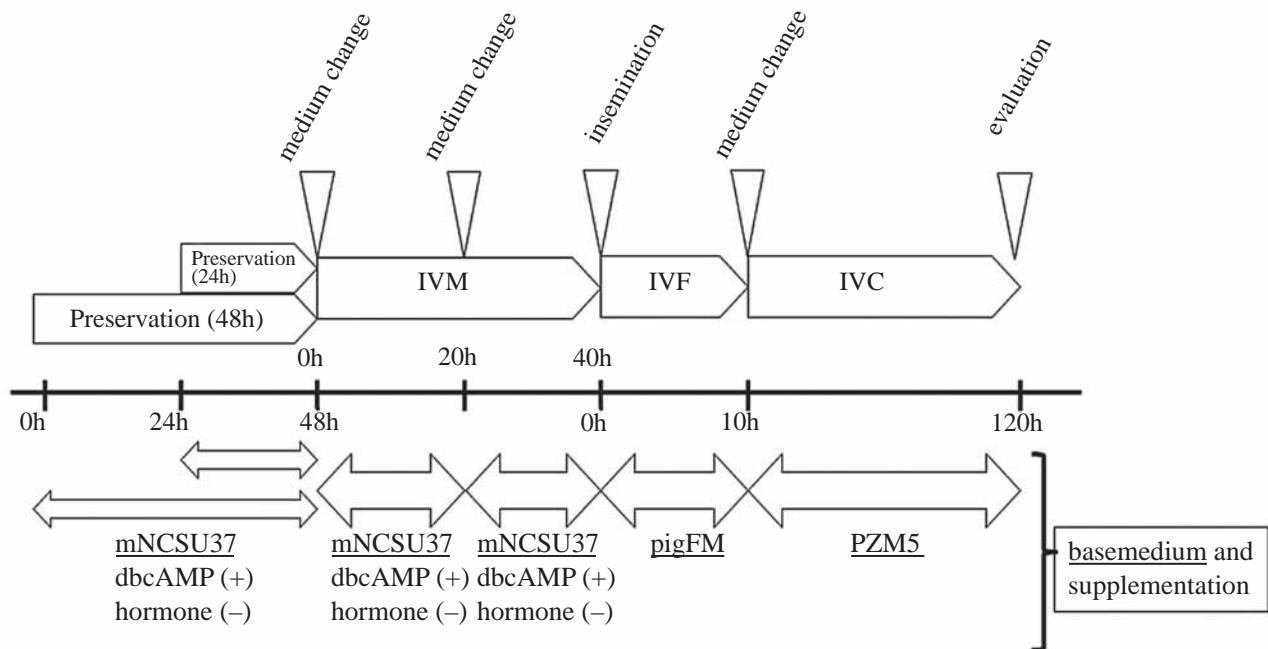 medium change
medium change
insemination
medium change
evaluation
Preservation
(24h)
IVM
IVF
IVC
Preservation (48h)
0h
20h
40h
0h
24h
48h
0h
10h
120h
mNCSU37
dbcAMP (+)
hormone (–)
mNCSU37
dbcAMP (+)
hormone (–)
mNCSU37
dbcAMP (+)
hormone (–)
pigFM
PZM5
basemedium and
supplementation